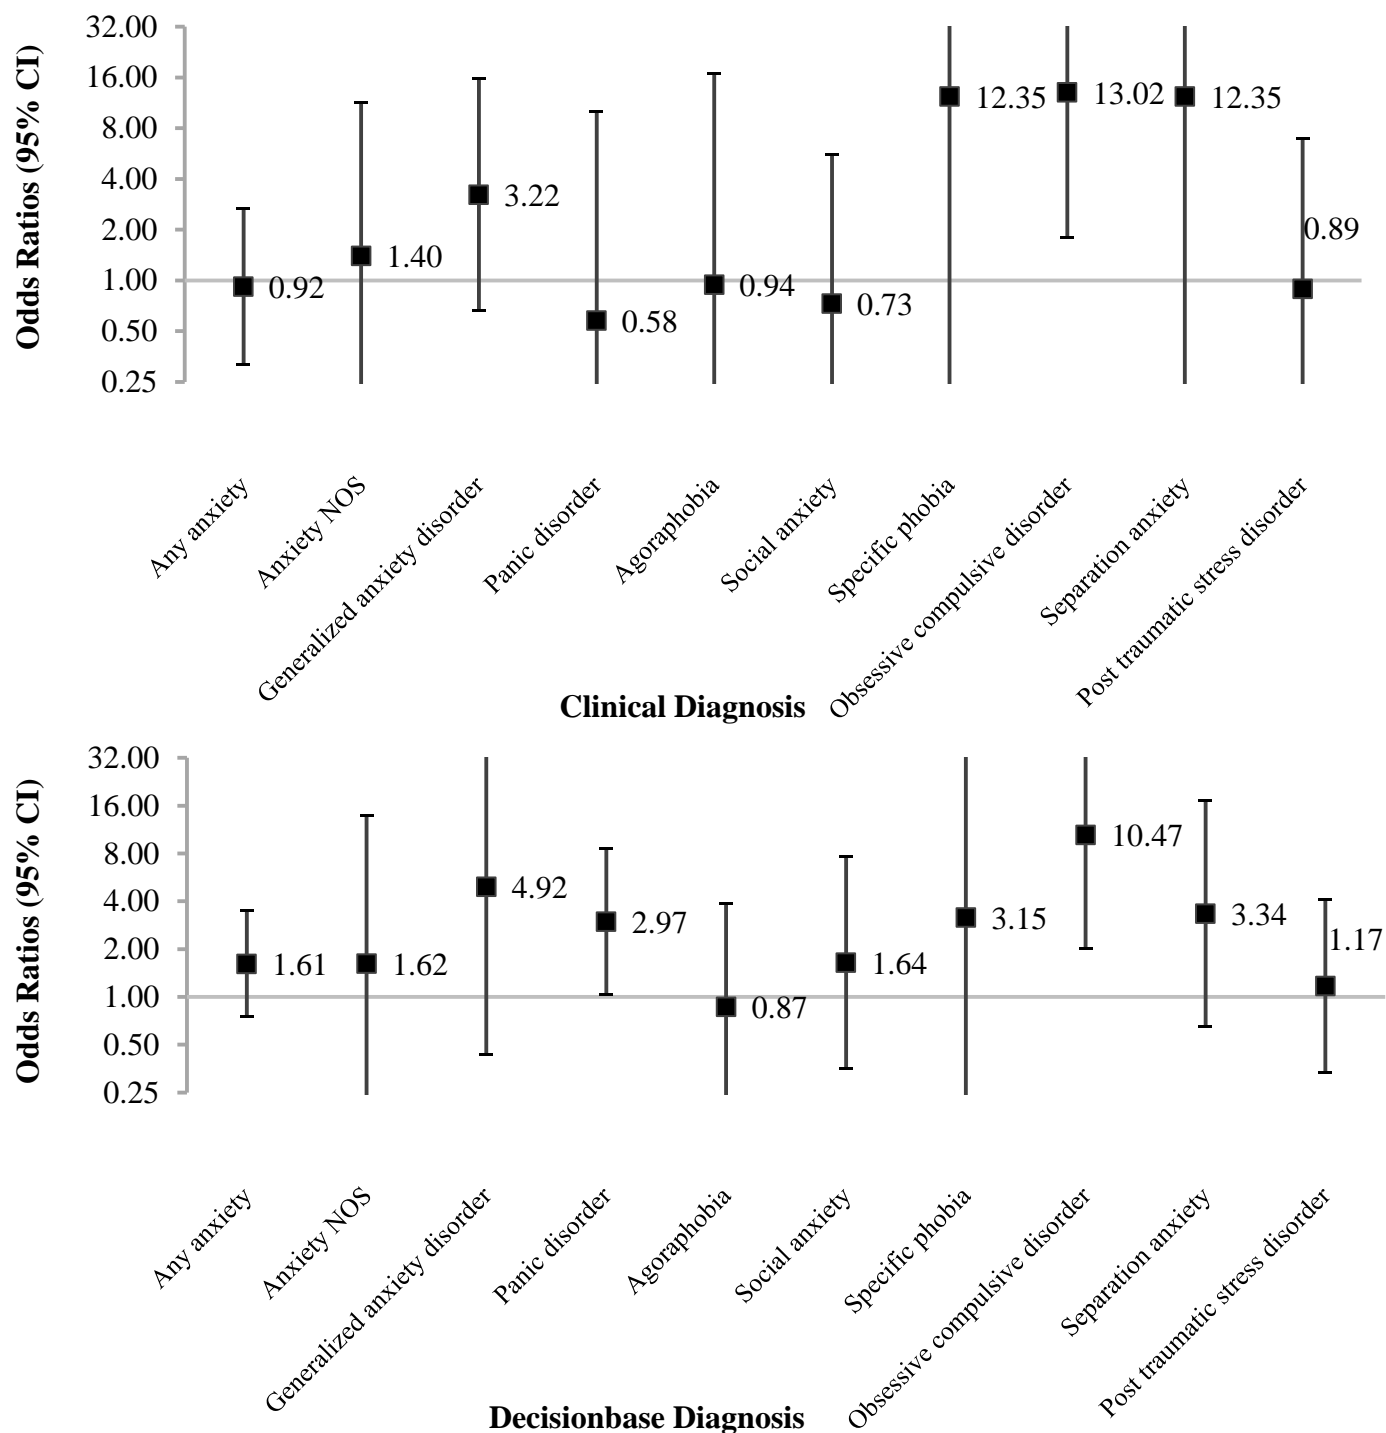 Odds Ratios (95% CI)
32.00
16.00
8.00
4.00
2.00
1.00
0.50
0.25
0.92
1.40
3.22
0.58
0.94
0.73
12.35
13.02
12.35
0.89
Any anxiety
Anxiety NOS
Generalized anxiety disorder
Panic disorder
Agoraphobia
Social anxiety
Specific phobia
Obsessive compulsive disorder
Separation anxiety
Post traumatic stress disorder
Clinical Diagnosis
Odds Ratios (95% CI)
32.00
16.00
8.00
4.00
2.00
1.00
0.50
0.25
1.61
1.62
4.92
2.97
0.87
1.64
3.15
10.47
3.34
1.17
Any anxiety
Anxiety NOS
Generalized anxiety disorder
Panic disorder
Agoraphobia
Social anxiety
Specific phobia
Obsessive compulsive disorder
Separation anxiety
Post traumatic stress disorder
Decisionbase Diagnosis